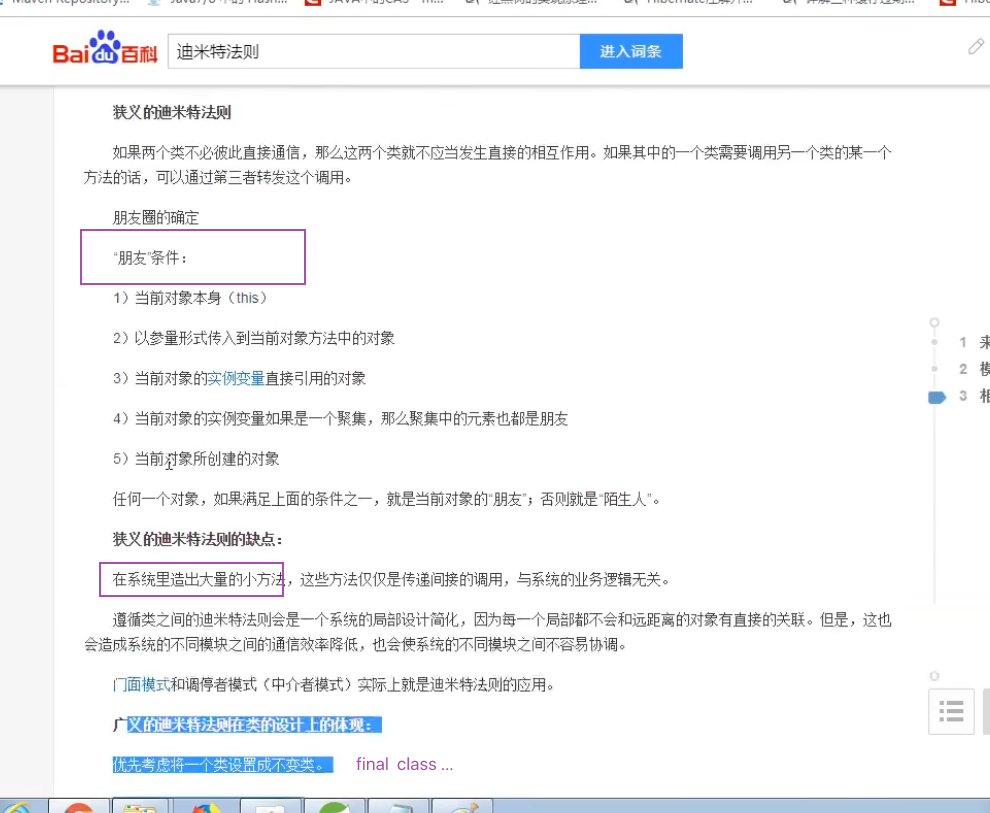 Baidu百科
迪米特法则
进入词条
狭义的迪米特法则
如果两个类不必彼此直接通信，那么这两个类就不应当发生直接的相互作用。如果其中的一个类需要调用另一个类的某一个
方法的话，可以通过第三者转发这个调用。
朋友圈的确定
“朋友”条件：
1）当前对象本身（this）
2）以参量形式传入到当前对象方法中的对象
3）当前对象的实例变量直接引用的对象
4）当前对象的实例变量如果是一个聚集，那么聚集中的元素也都是朋友
5）当前对象所创建的对象
任何一个对象，如果满足上面的条件之一，就是当前对象的“朋友”；否则就是“陌生人”。
狭义的迪米特法则的缺点：
在系统里造出大量的小方法，这些方法仅仅是传递间接的调用，与系统的业务逻辑无关。
遵循类之间的迪米特法则会是一个系统的局部设计简化，因为每一个局部都不会和远距离的对象有直接的关联。但是，这也
会造成系统的不同模块之间的通信效率降低，也会使系统的不同模块之间不容易协调。
门面模式和调停者模式（中介者模式）实际上就是迪米特法则的应用。
广义的迪米特法则在类的设计上的体现：
优先考虑将一个类设置成不变类。 final class ...
1 来
2 模
3 相